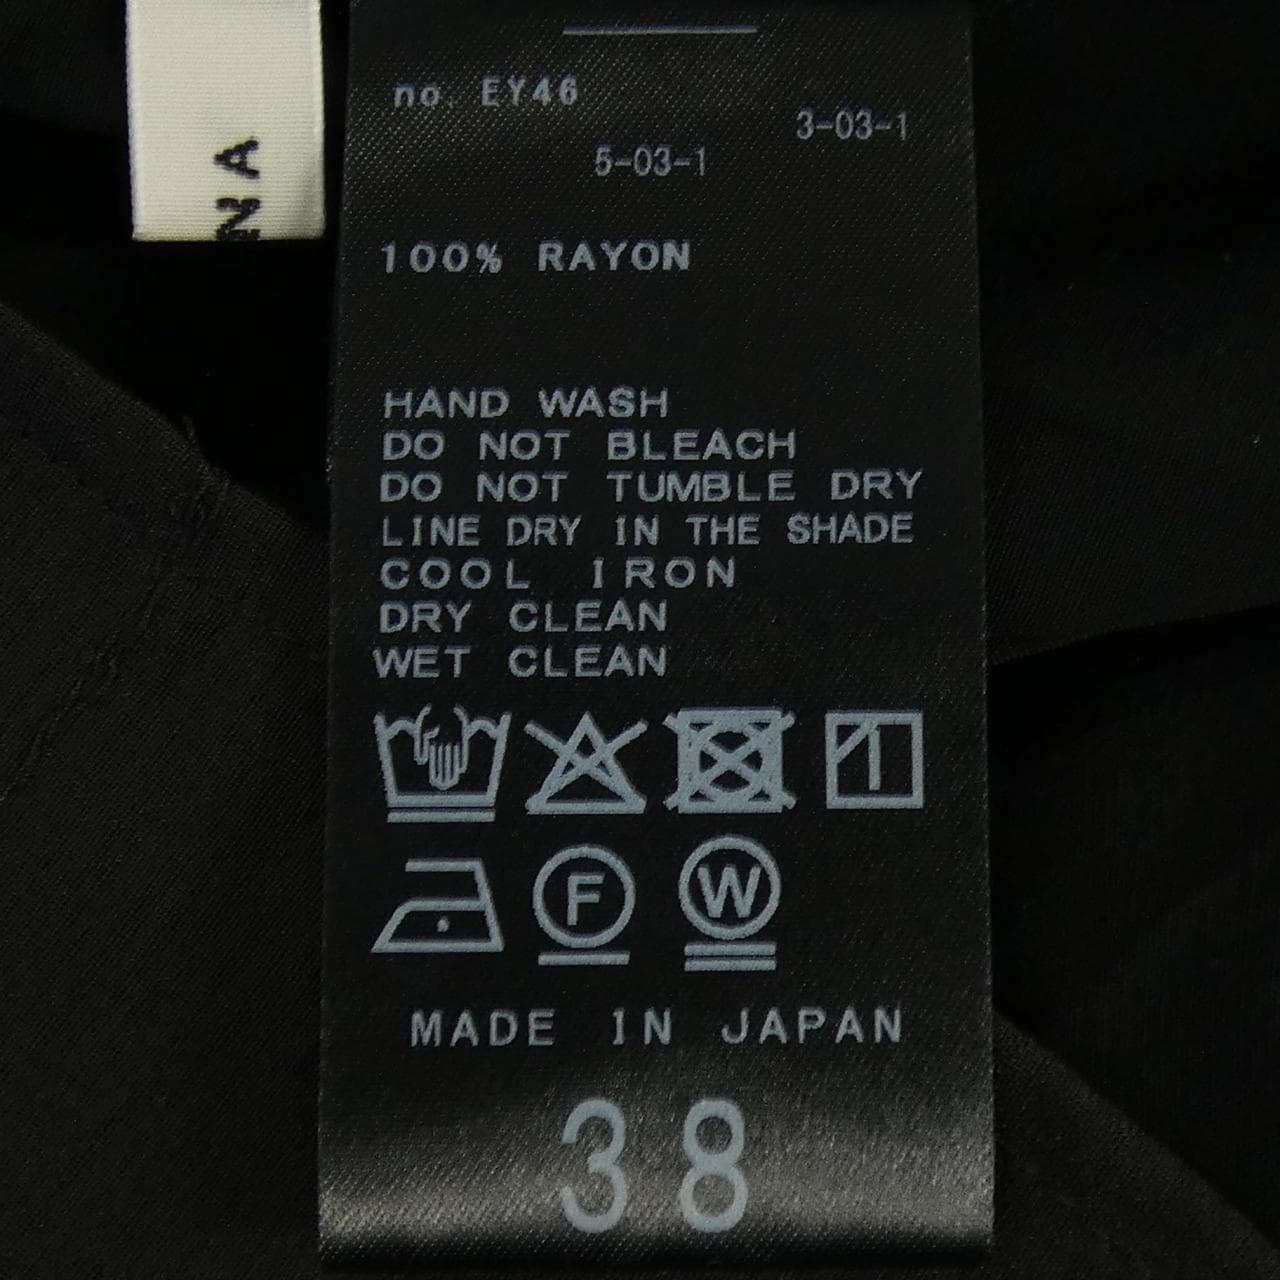 NA
no. EY46
3-03-1
5-03-1
100% RAYON
HAND WASH
DO NOT BLEACH
DO NOT TUMBLE DRY
LINE DRY IN THE SHADE
COOL IRON
DRY CLEAN
WET CLEAN
F W
MADE IN JAPAN
38